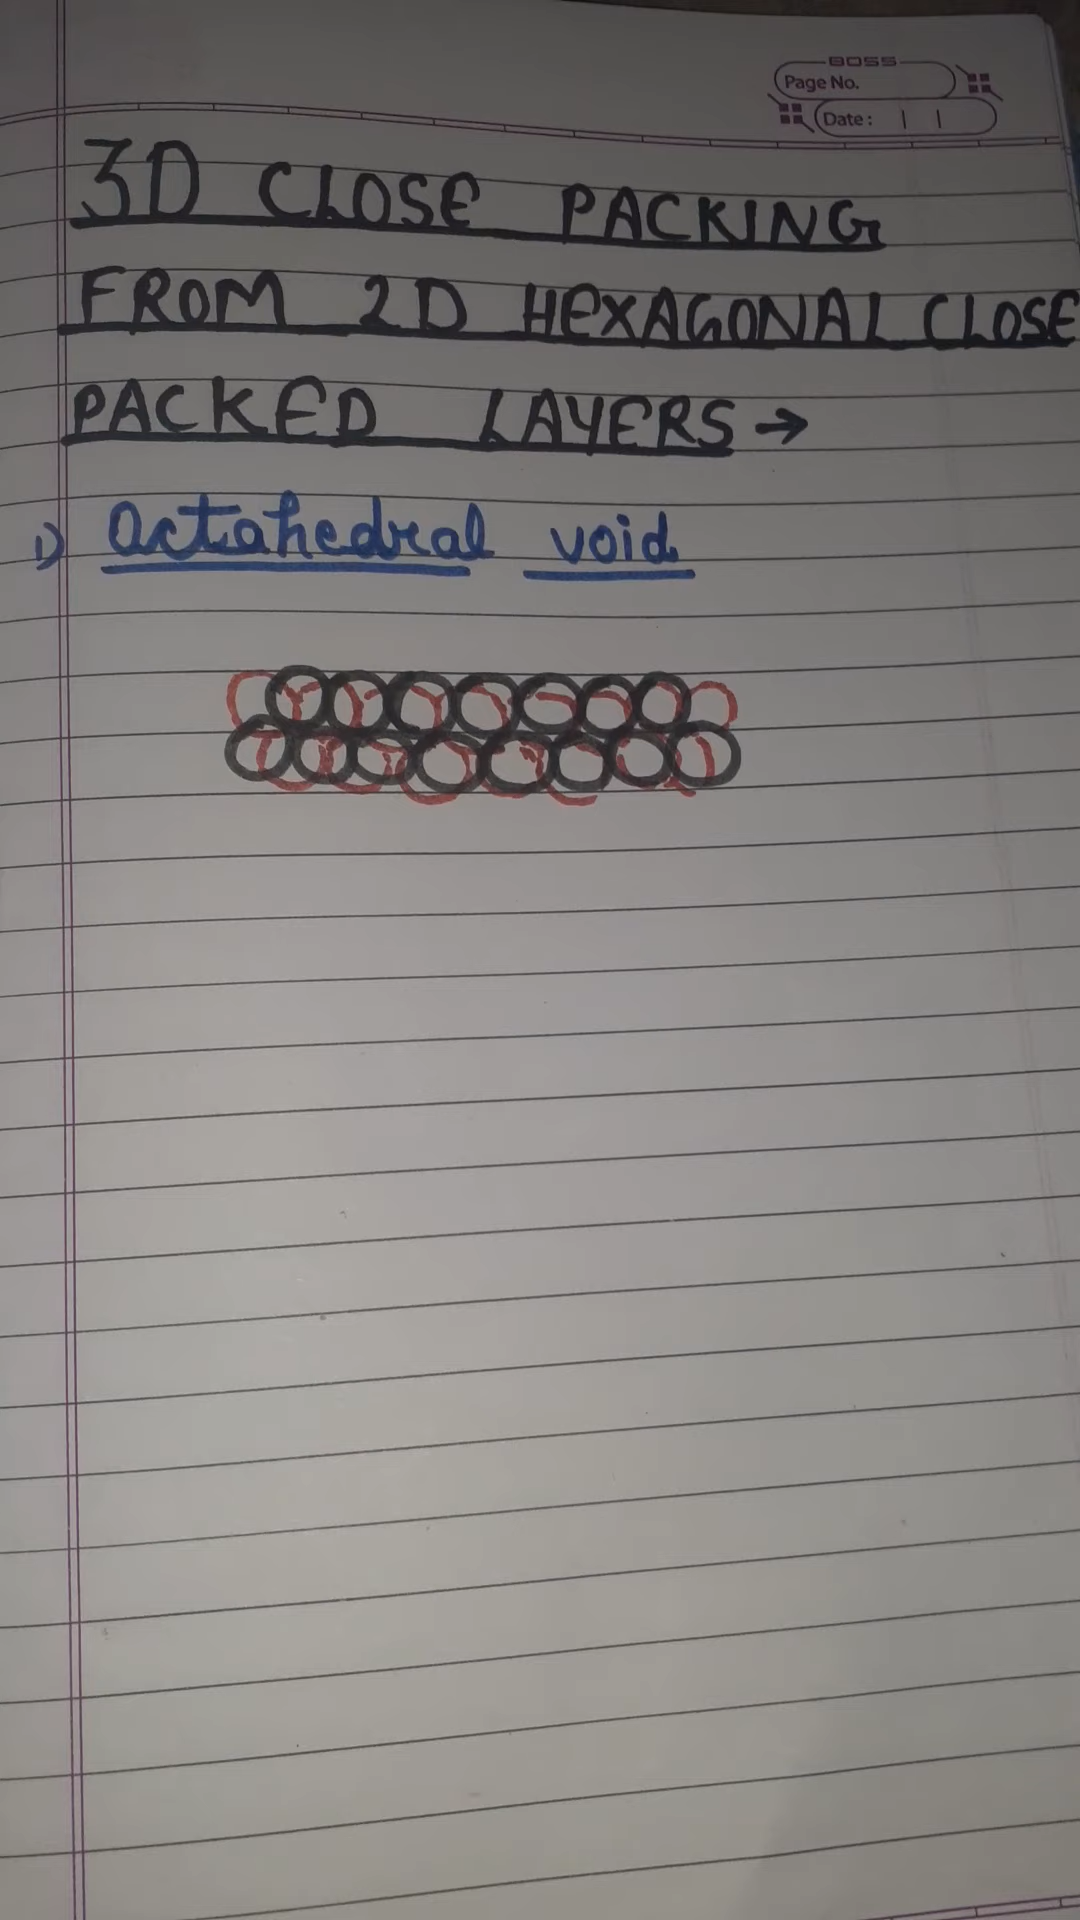 BOSS
Page No.
Date:
3D CLOSE PACKING
FROM 2D HEXAGONAL CLOSE
PACKED LAYERS →
1) Octahedral void